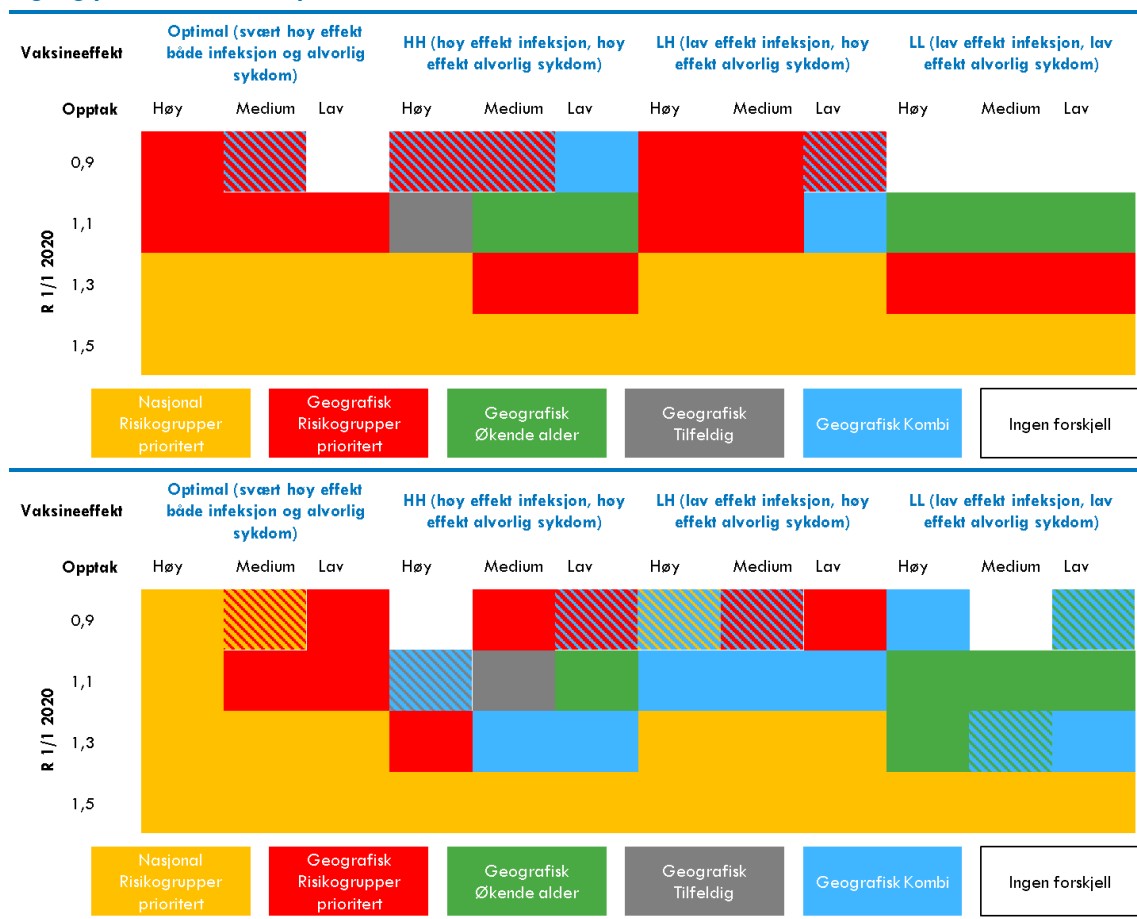 Optimal (svært høy effekt
både infeksjon og alvorlig
sykdom)
HH (høy effekt infeksjon, høy
effekt alvorlig sykdom)
LH (lav effekt infeksjon, høy
effekt alvorlig sykdom)
LL (lav effekt infeksjon, lav
effekt alvorlig sykdom)
Vaksineeffekt
Opptak Høy Medium Lav Høy Medium Lav Høy Medium Lav Høy Medium Lav
0,9
1,1
1,3
1,5
R 1/1 2020
Nasjonal
Risikogrupper
prioritert
Geografisk
Risikogrupper
prioritert
Geografisk
Økende alder
Geografisk
Tilfeldig
Geografisk Kombi
Ingen forskjell
Optimal (svært høy effekt
både infeksjon og alvorlig
sykdom)
HH (høy effekt infeksjon, høy
effekt alvorlig sykdom)
LH (lav effekt infeksjon, høy
effekt alvorlig sykdom)
LL (lav effekt infeksjon, lav
effekt alvorlig sykdom)
Vaksineeffekt
Opptak Høy Medium Lav Høy Medium Lav Høy Medium Lav Høy Medium Lav
0,9
1,1
1,3
1,5
R 1/1 2020
Nasjonal
Risikogrupper
prioritert
Geografisk
Risikogrupper
prioritert
Geografisk
Økende alder
Geografisk
Tilfeldig
Geografisk Kombi
Ingen forskjell